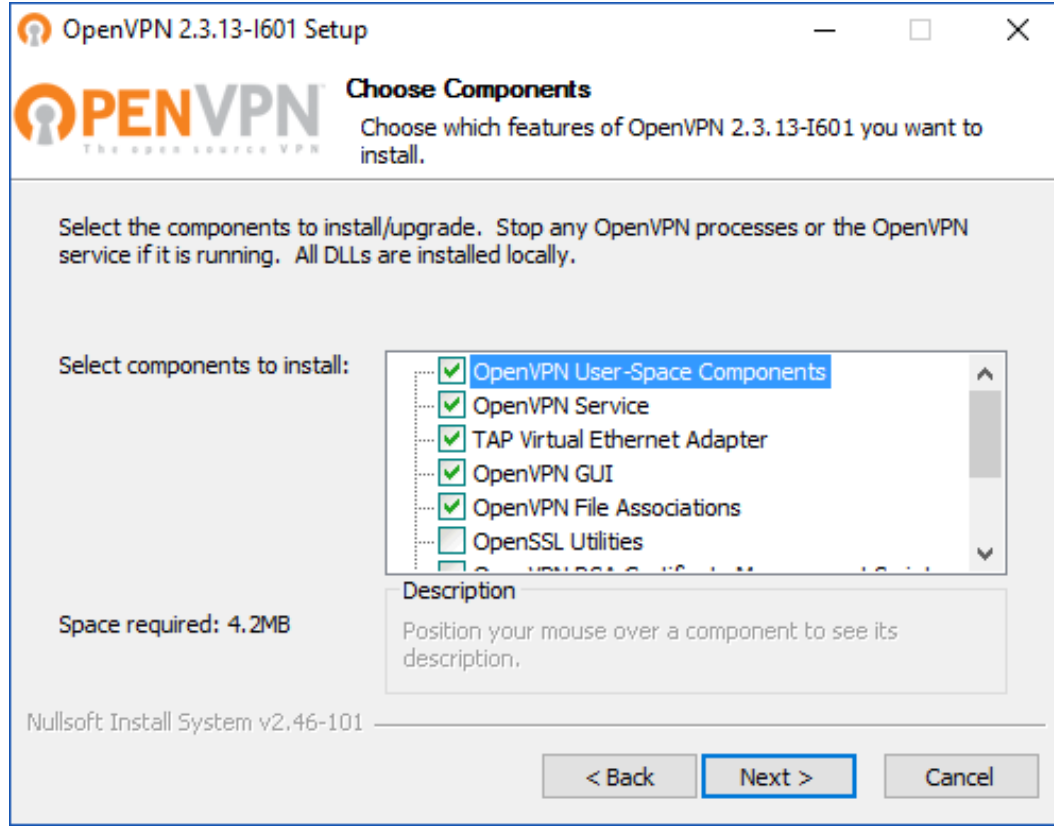 OpenVPN 2.3.13-I601 Setup
OPENVPN
The open source VPN
Choose Components
Choose which features of OpenVPN 2.3.13-I601 you want to
install.
Select the components to install/upgrade.  Stop any OpenVPN processes or the OpenVPN
service if it is running.  All DLLs are installed locally.
Select components to install:
OpenVPN User-Space Components
OpenVPN Service
TAP Virtual Ethernet Adapter
OpenVPN GUI
OpenVPN File Associations
OpenSSL Utilities
Description
Space required: 4.2MB
Position your mouse over a component to see its
description.
Nullsoft Install System v2.46-101
< Back
Next >
Cancel